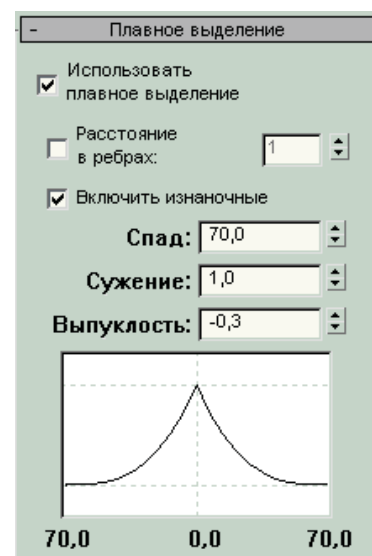 - Плавное выделение
Использовать
плавное выделение
Расстояние
в ребрах: 1
Включить изнаночные
Спад: 70,0
Сужение: 1,0
Выпуклость: -0,3
70,0 0,0 70,0